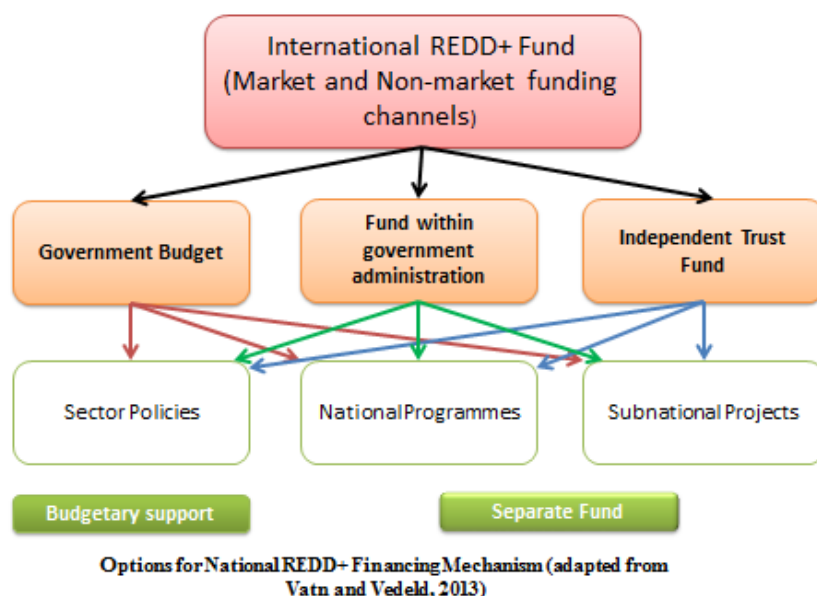 International REDD+ Fund
(Market and Non-market funding
channels)
Government Budget
Fund within
government
administration
Independent Trust
Fund
Sector Policies
National Programmes
Subnational Projects
Budgetary support
Separate Fund
Options for National REDD+ Financing Mechanism (adapted from
Vatn and Vedeld, 2013)